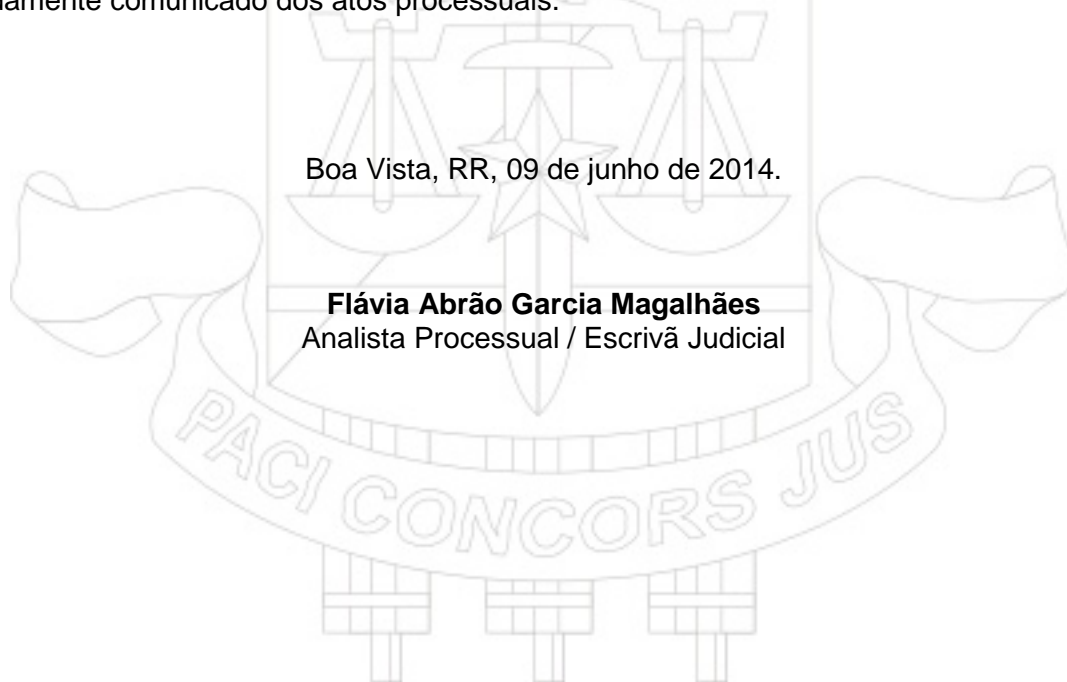 amente comunicado dos atos processuais.
Boa Vista, RR, 09 de junho de 2014.
Flávia Abrão Garcia Magalhães
Analista Processual / Escrivã Judicial
PACI CONCORS JUS